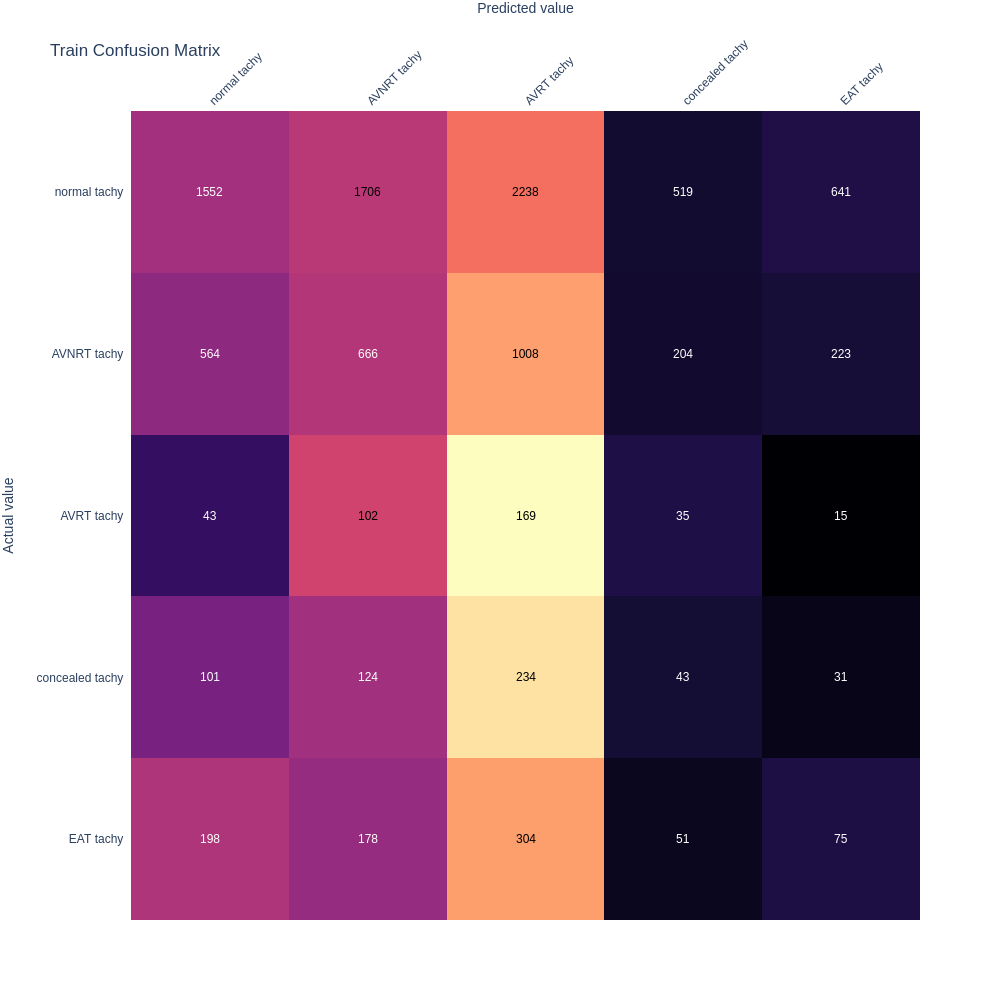 Predicted value
Train Confusion Matrix
normal tachy
AVNRT tachy
AVRT tachy
concealed tachy
EAT tachy
normal tachy 1552 1706 2238 519 641
AVNRT tachy 564 666 1008 204 223
AVRT tachy 43 102 169 35 15
concealed tachy 101 124 234 43 31
EAT tachy 198 178 304 51 75
Actual value